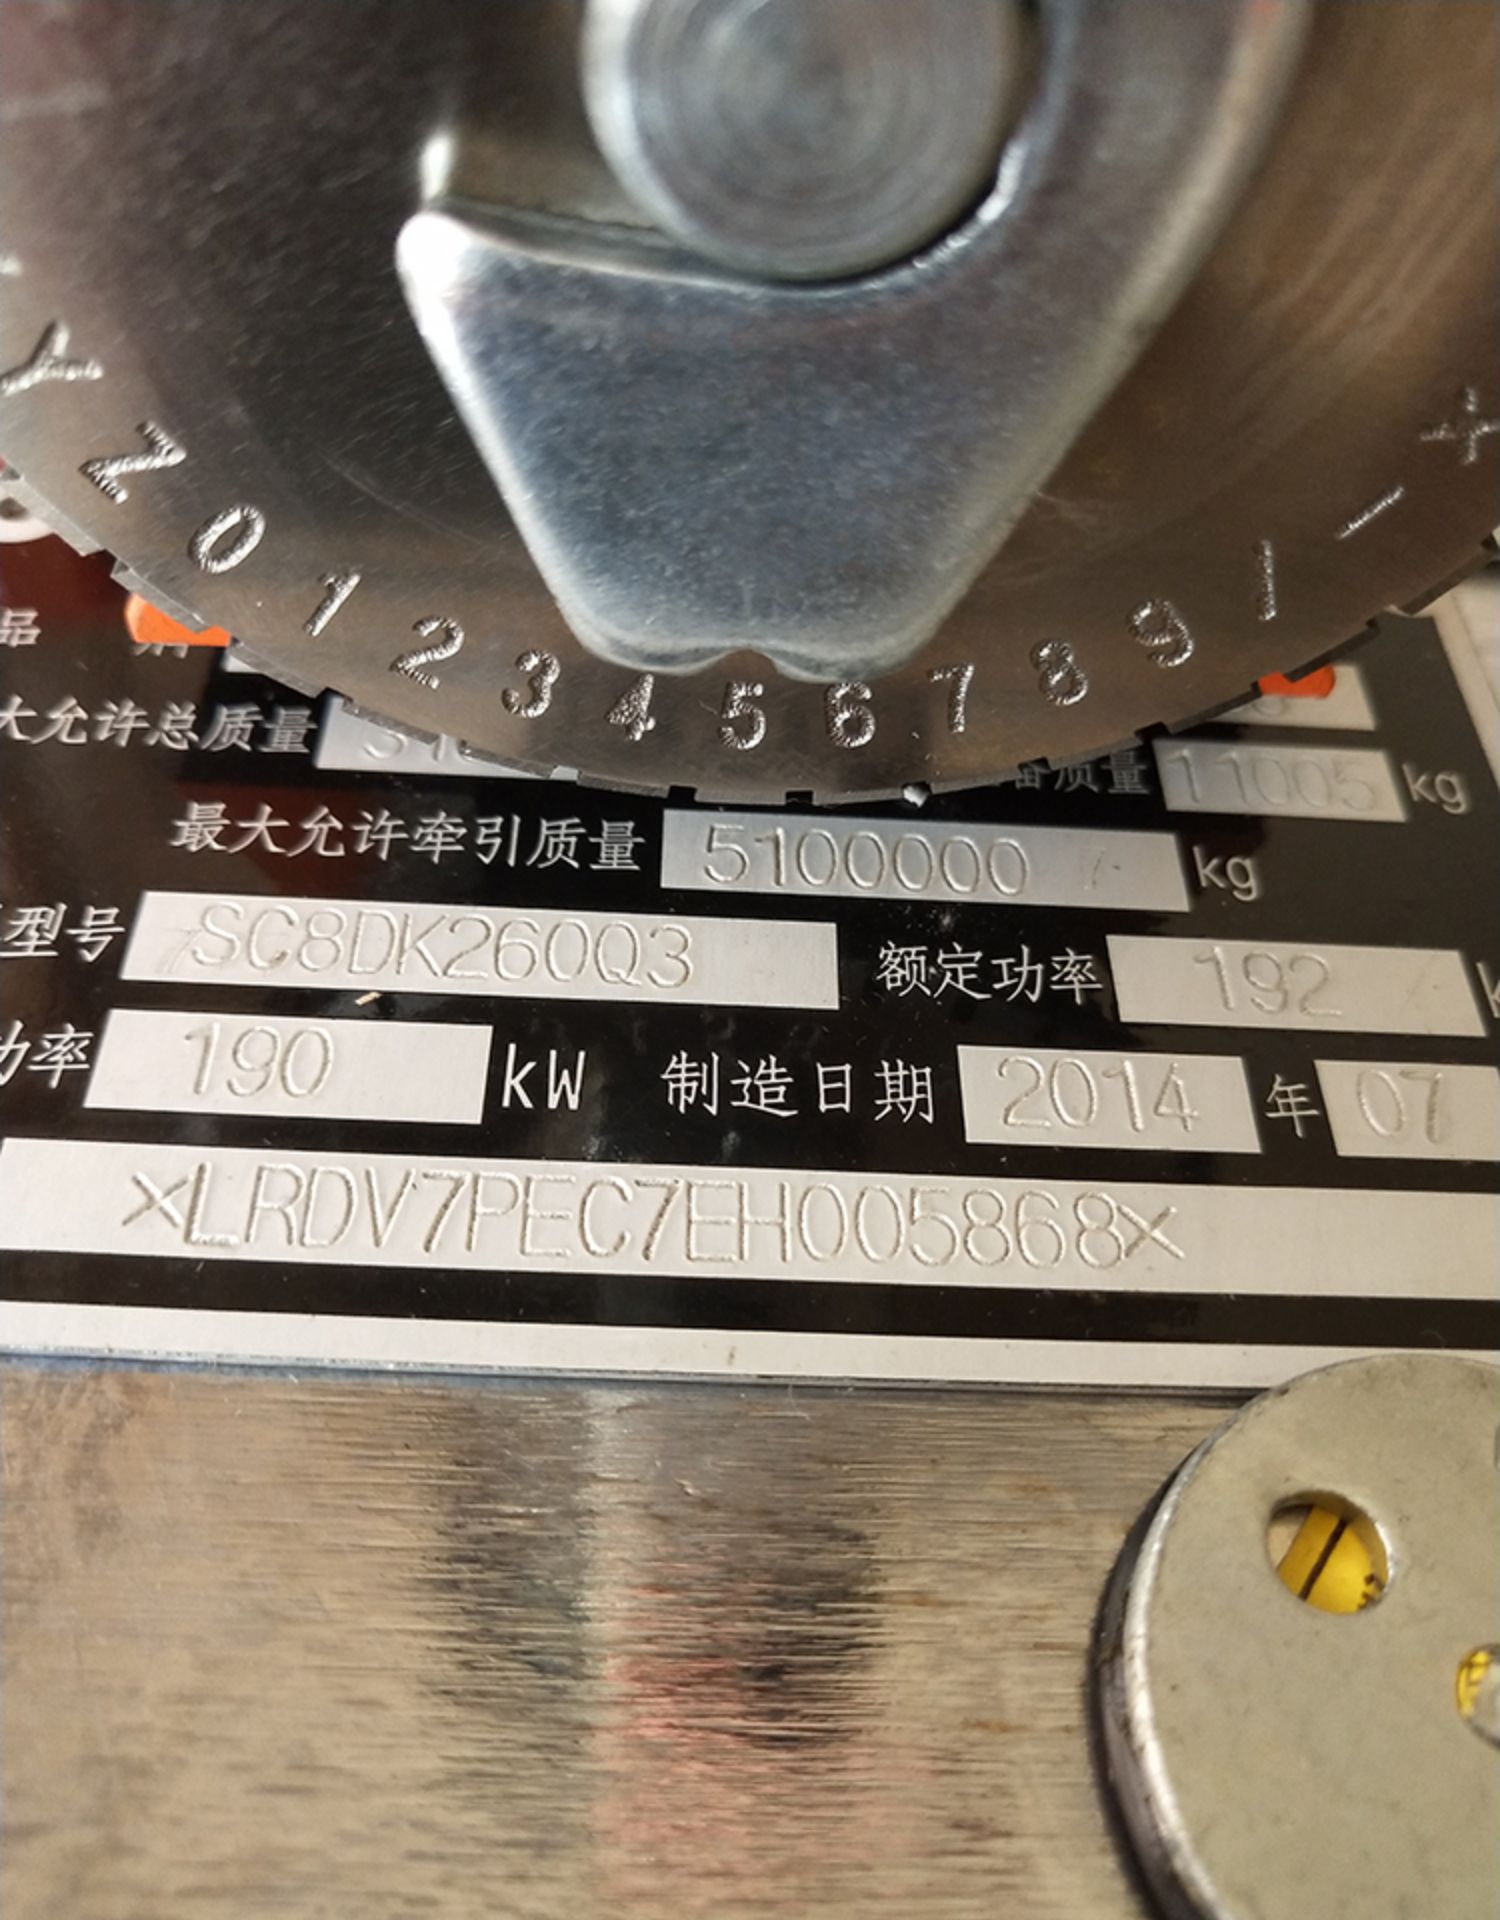 Y Z 0 1 2 3 4 5 6 7 8 9 / - +
品
大允许总质量
备质量 11005 kg
最大允许牵引质量 5100000 kg
型号 SC8DK260Q3 额定功率 192 k
功率 190 kW 制造日期 2014 年 07
×LRDV7PEC7EH005868×